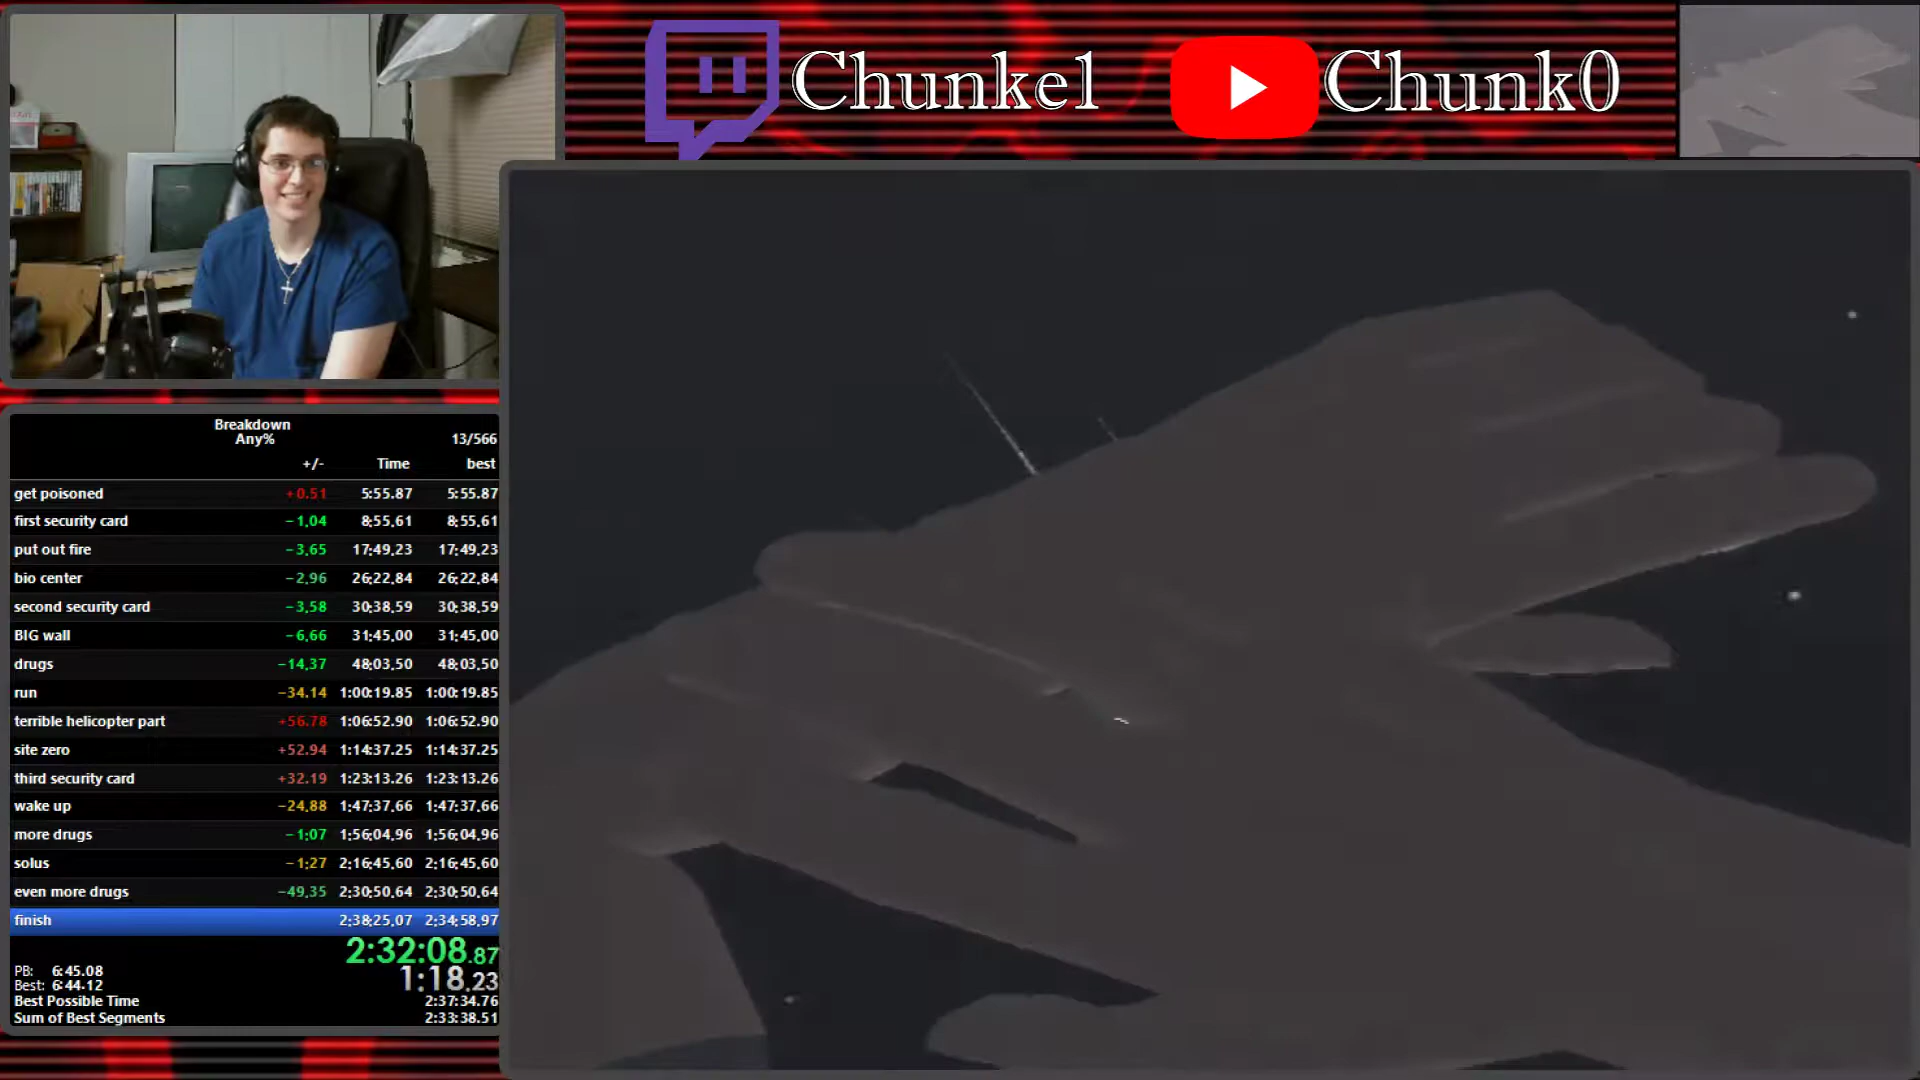 Chunke1
Chunk0
Breakdown
Any% 13/566
+/- Time best
get poisoned +0.51 5:55.87 5:55.87
first security card −1.04 8:55.61 8:55.61
put out fire −3.65 17:49.23 17:49.23
bio center −2.96 26:22.84 26:22.84
second security card −3.58 30:38.59 30:38.59
BIG wall −6.66 31:45.00 31:45.00
drugs −14.37 48:03.50 48:03.50
run −34.14 1:00:19.85 1:00:19.85
terrible helicopter part +56.78 1:06:52.90 1:06:52.90
site zero +52.94 1:14:37.25 1:14:37.25
third security card +32.19 1:23:13.26 1:23:13.26
wake up −24.88 1:47:37.66 1:47:37.66
more drugs −1:07 1:56:04.96 1:56:04.96
solus −1:27 2:16:45.60 2:16:45.60
even more drugs −49.35 2:30:50.64 2:30:50.64
finish 2:38:25.07 2:34:58.97
2:32:08.87
PB: 6:45.08 1:18.23
Best: 6:44.12
Best Possible Time 2:37:34.76
Sum of Best Segments 2:33:38.51